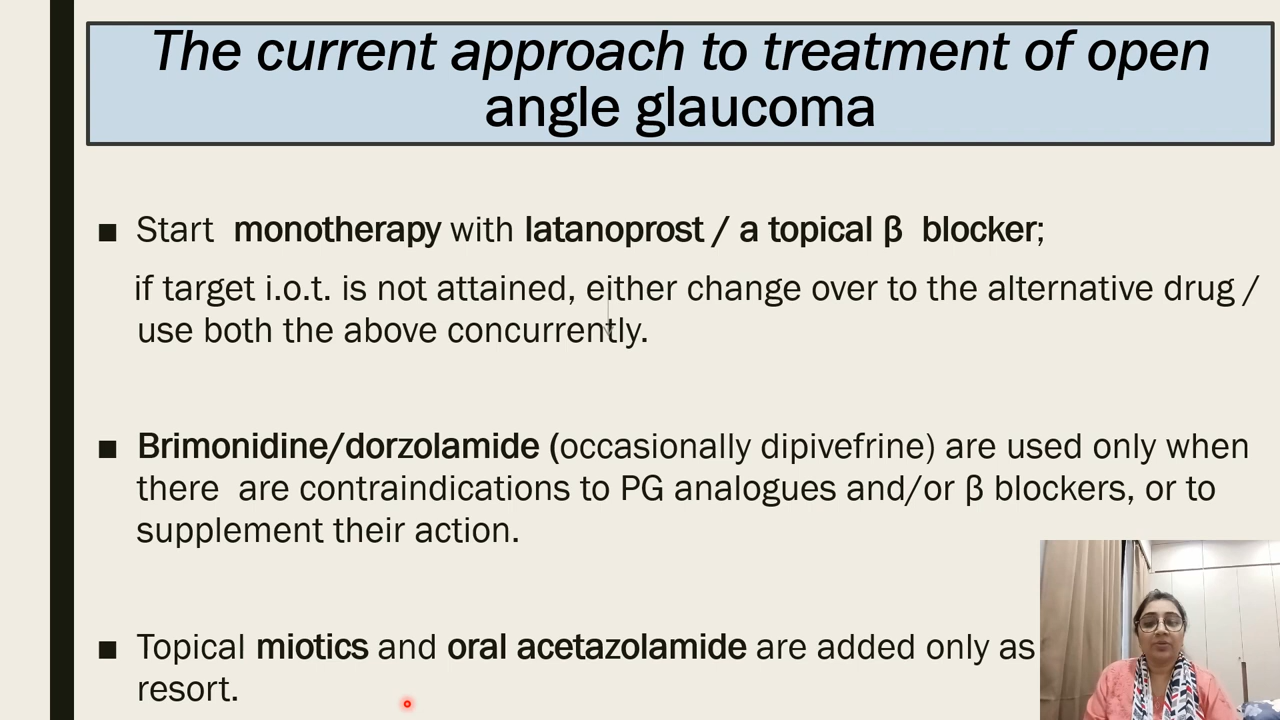 The current approach to treatment of open
angle glaucoma
■ Start monotherapy with latanoprost / a topical β blocker;
if target i.o.t. is not attained, either change over to the alternative drug /
use both the above concurrently.
■ Brimonidine/dorzolamide (occasionally dipivefrine) are used only when
there are contraindications to PG analogues and/or β blockers, or to
supplement their action.
■ Topical miotics and oral acetazolamide are added only as
resort.